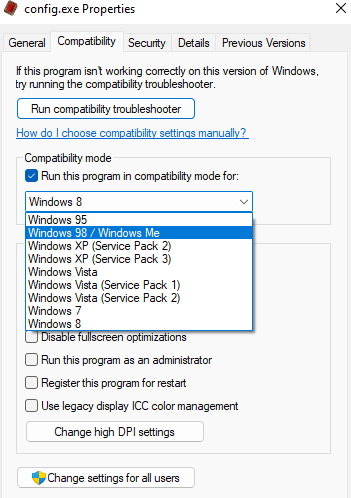 config.exe Properties
General Compatibility Security Details Previous Versions
If this program isn't working correctly on this version of Windows,
try running the compatibility troubleshooter.
Run compatibility troubleshooter
How do I choose compatibility settings manually?
Compatibility mode
Run this program in compatibility mode for:
Windows 8
Windows 95
Windows 98 / Windows Me
Windows XP (Service Pack 2)
Windows XP (Service Pack 3)
Windows Vista
Windows Vista (Service Pack 1)
Windows Vista (Service Pack 2)
Windows 7
Windows 8
Disable fullscreen optimizations
Run this program as an administrator
Register this program for restart
Use legacy display ICC color management
Change high DPI settings
Change settings for all users